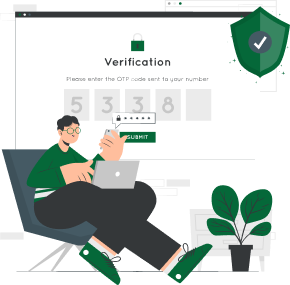 Verification
Please enter the OTP code sent to your number
5 3 3 8
******
SUBMIT